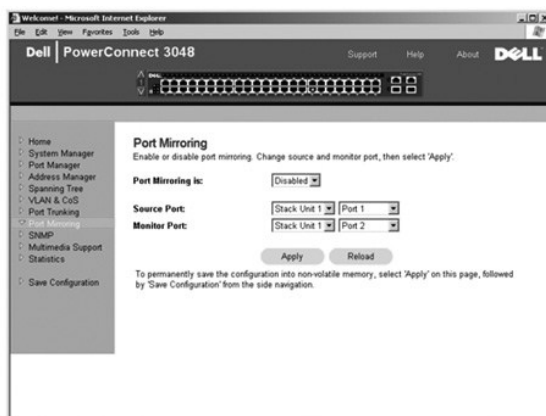 Welcome! - Microsoft Internet Explorer
File Edit View Favorites Tools Help
Dell | PowerConnect 3048
Support Help About DELL
Home
System Manager
Port Manager
Address Manager
Spanning Tree
VLAN & CoS
Port Trunking
Port Mirroring
SNMP
Multimedia Support
Statistics
Save Configuration
Port Mirroring
Enable or disable port mirroring. Change source and monitor port, then select 'Apply'.
Port Mirroring is: Disabled
Source Port: Stack Unit 1 Port 1
Monitor Port: Stack Unit 1 Port 2
Apply Reload
To permanently save the configuration into non-volatile memory, select 'Apply' on this page, followed
by 'Save Configuration' from the side navigation.